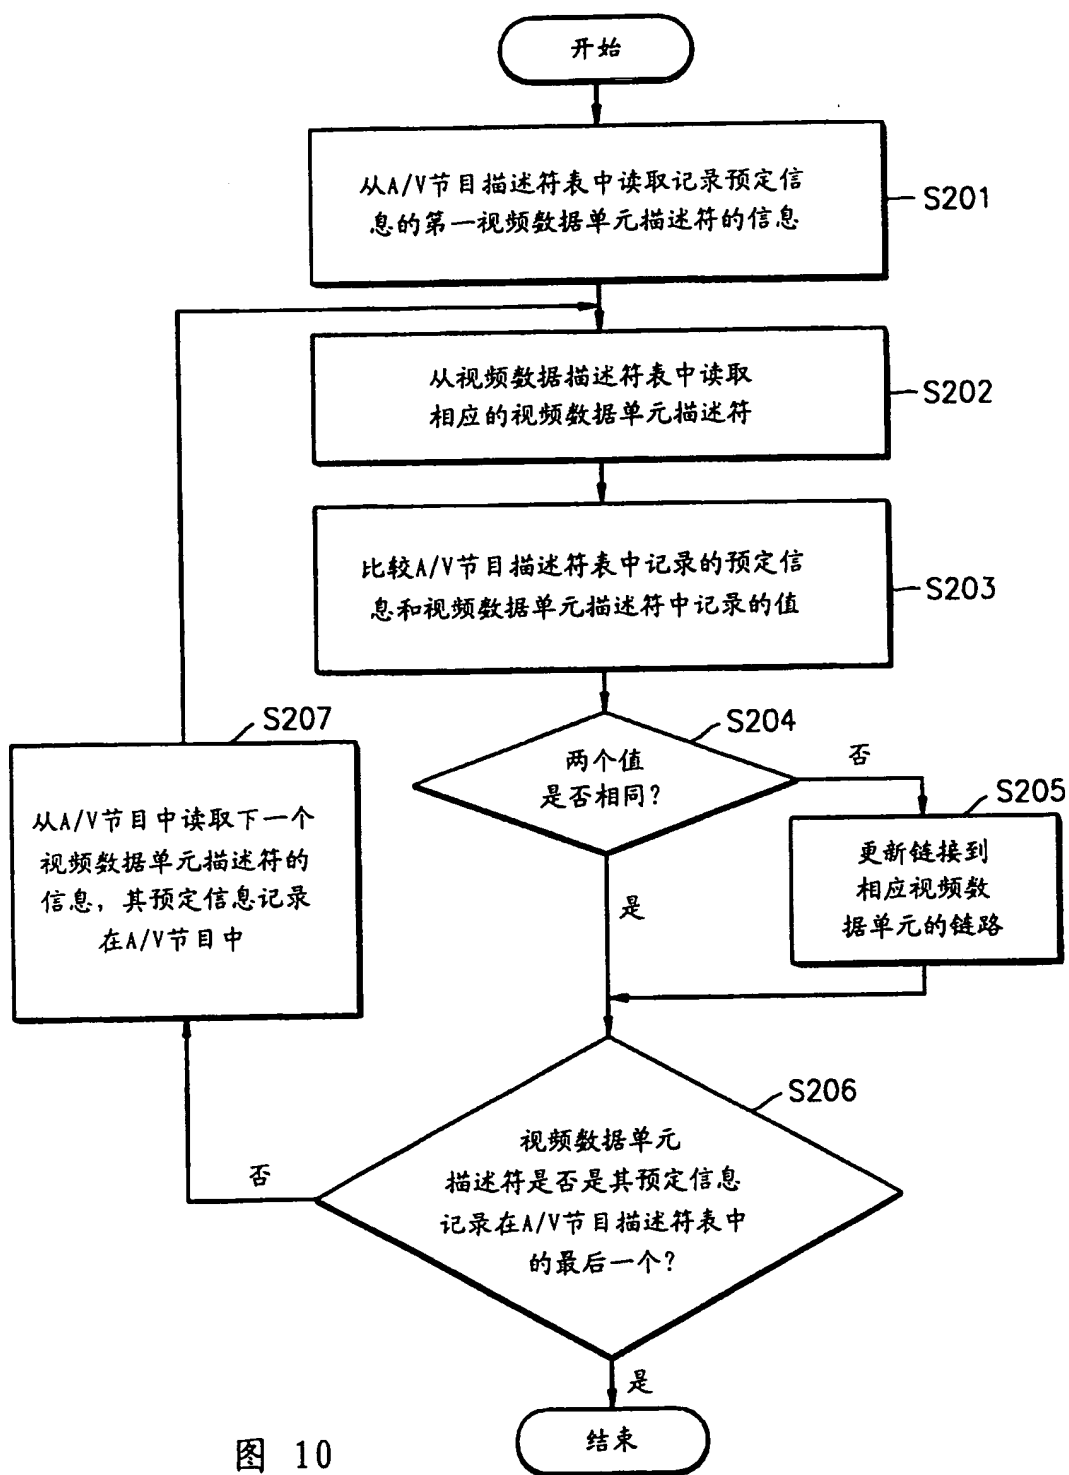 开始
从A/V节目描述符表中读取记录预定信
息的第一视频数据单元描述符的信息
S201
从视频数据描述符表中读取
相应的视频数据单元描述符
S202
比较A/V节目描述符表中记录的预定信
息和视频数据单元描述符中记录的值
S203
S204
两个值
是否相同?
否
是
S205
更新链接到
相应视频数
据单元的链路
S207
从A/V节目中读取下一个
视频数据单元描述符的
信息,其预定信息记录
在A/V节目中
S206
视频数据单元
描述符是否是其预定信息
记录在A/V节目描述符表中
的最后一个?
否
是
结束
图 10